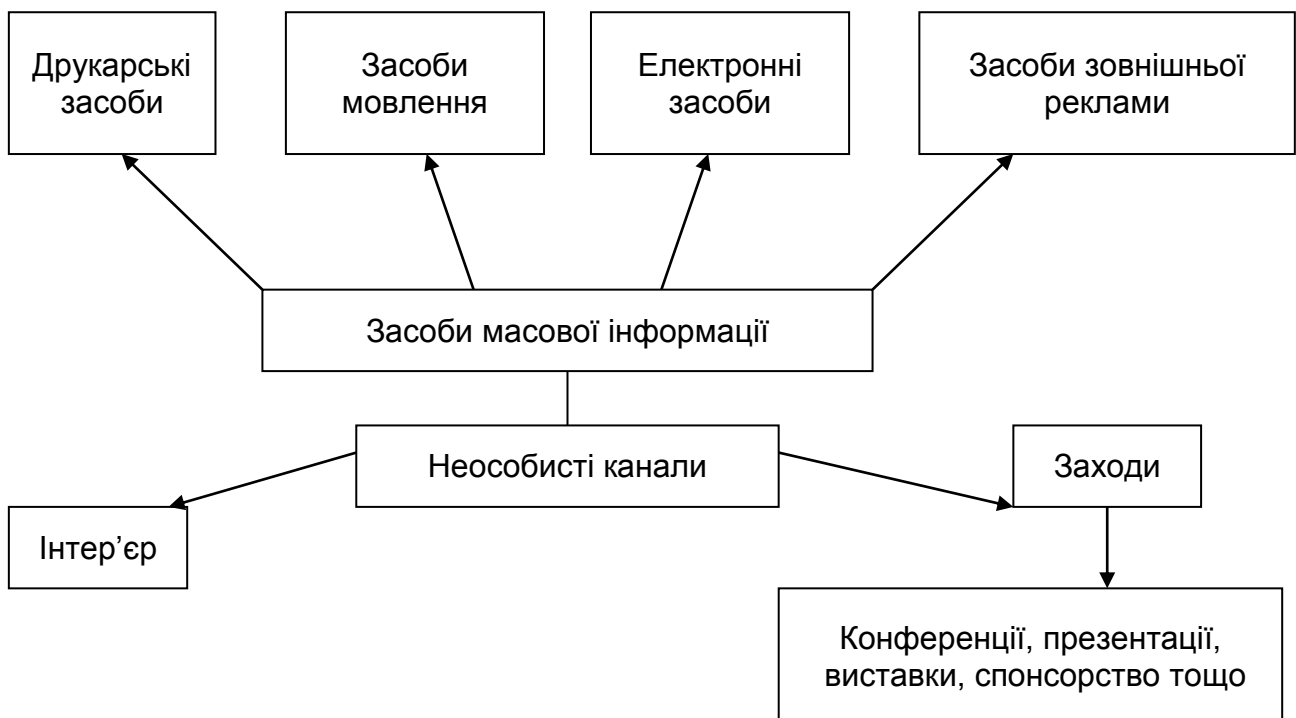 Друкарські
засоби
Засоби
мовлення
Електронні
засоби
Засоби зовнішньої
реклами
Засоби масової інформації
Неособисті канали
Заходи
Інтер’єр
Конференції, презентації,
виставки, спонсорство тощо